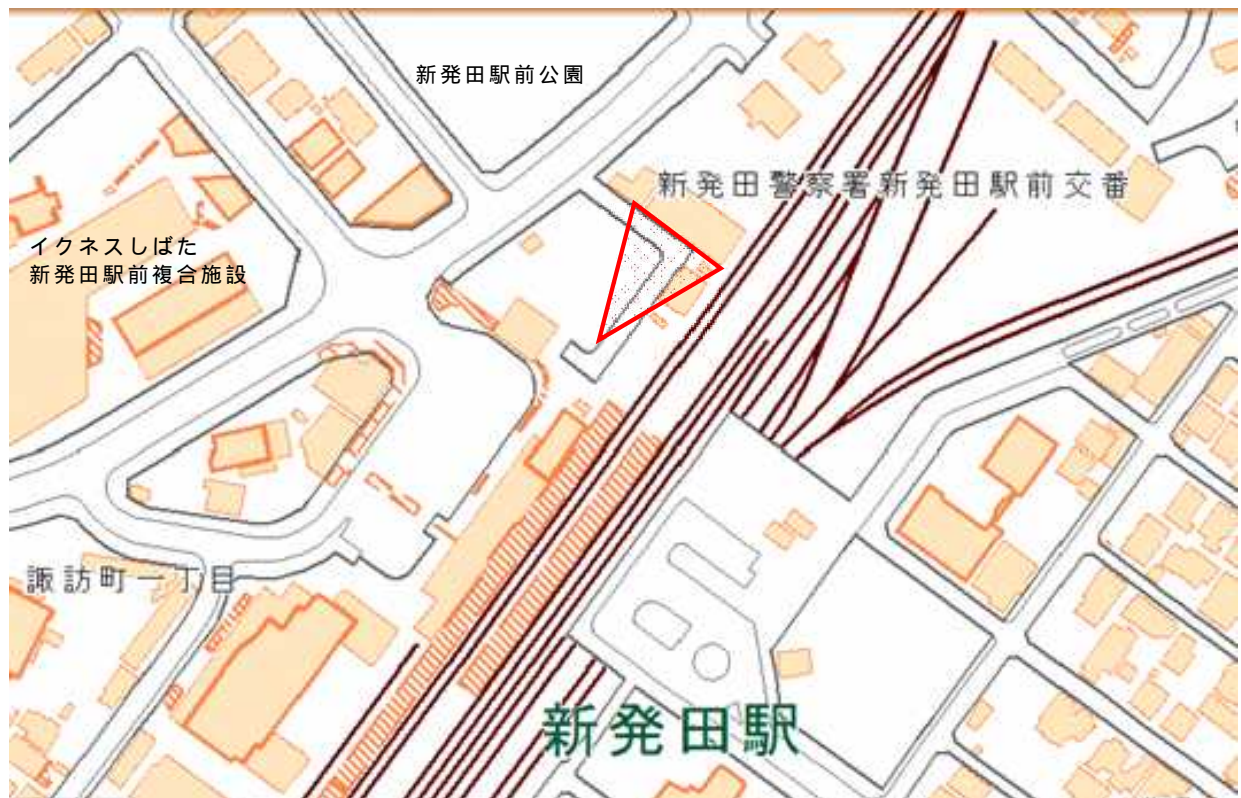 新発田駅前公園
新発田警察署新発田駅前交番
イクネスしばた
新発田駅前複合施設
諏訪町一丁目
新発田駅